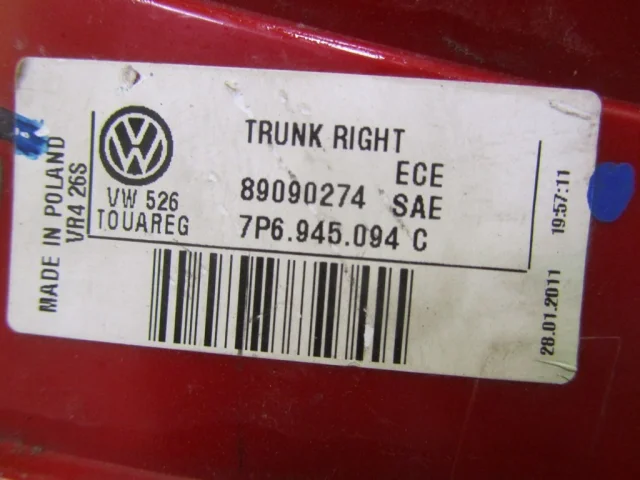 MADE IN POLAND
VR4 26S
VW
VW 526
TOUAREG
TRUNK RIGHT
ECE
89090274 SAE
7P6.945.094 C
28.01.2011 19:57:11